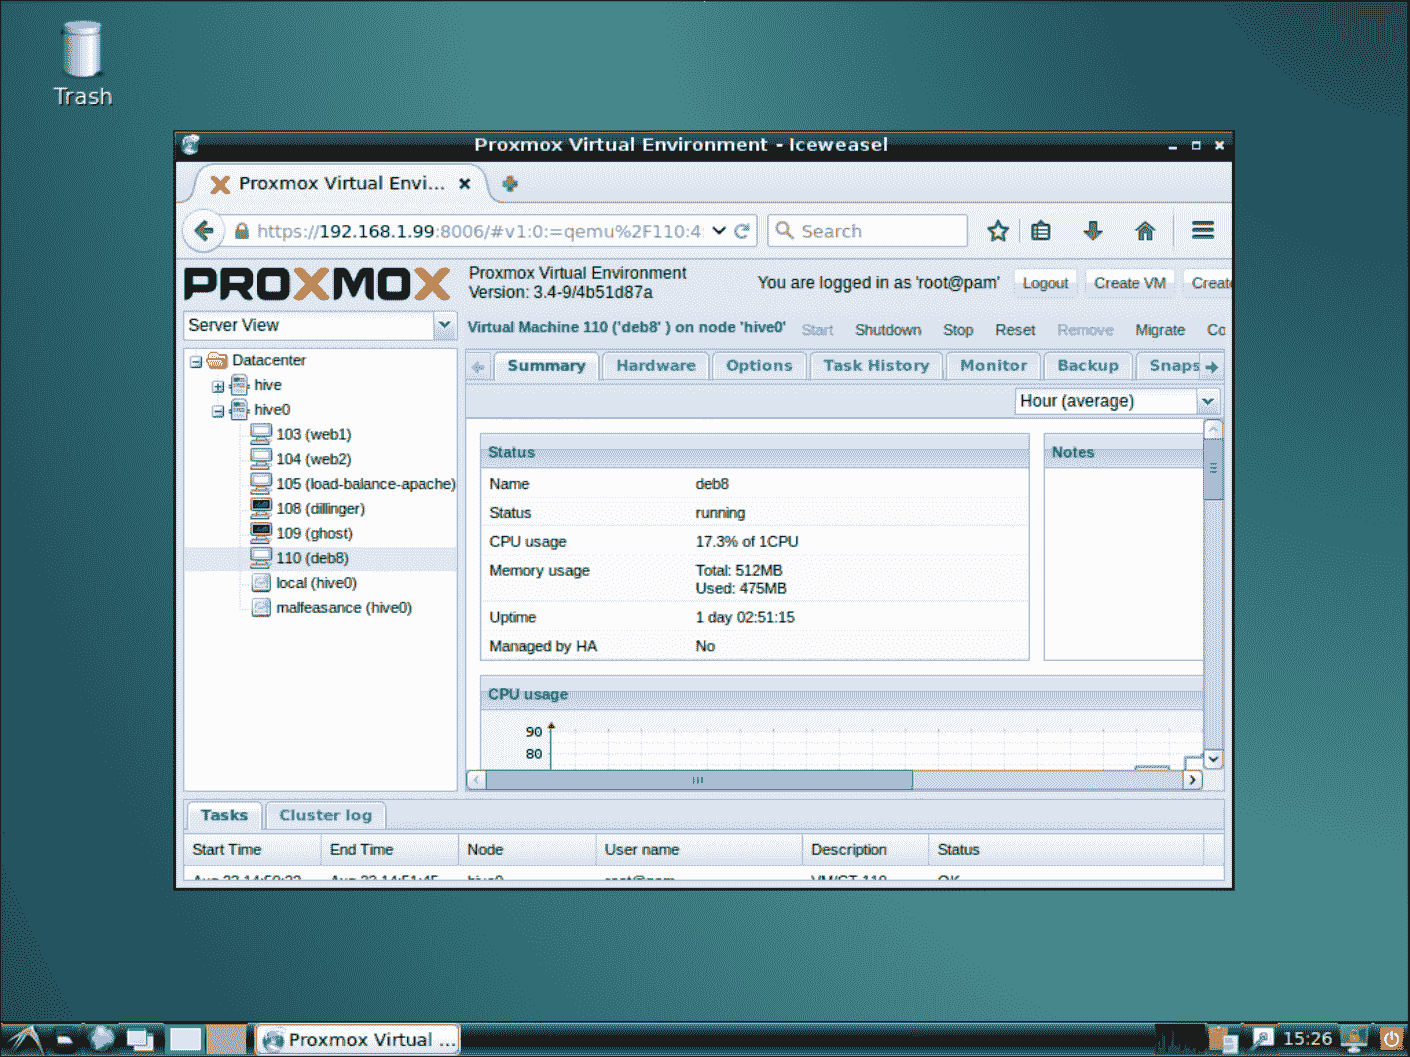 Trash
Proxmox Virtual Environment - Iceweasel
Proxmox Virtual Envi...
https://192.168.1.99:8006/#v1:0:=qemu%2F110:4:
Search
PROXMOX
Proxmox Virtual Environment
Version: 3.4-9/4b51d87a
You are logged in as 'root@pam'
Logout
Create VM
Create
Server View
Virtual Machine 110 ('deb8' ) on node 'hive0'
Start
Shutdown
Stop
Reset
Remove
Migrate
Co
Datacenter
hive
hive0
103 (web1)
104 (web2)
105 (load-balance-apache)
108 (dillinger)
109 (ghost)
110 (deb8)
local (hive0)
malfeasance (hive0)
Summary
Hardware
Options
Task History
Monitor
Backup
Snaps
Hour (average)
Status
Notes
Name deb8
Status running
CPU usage 17.3% of 1CPU
Memory usage Total: 512MB
Used: 475MB
Uptime 1 day 02:51:15
Managed by HA No
CPU usage
90
80
Tasks
Cluster log
Start Time End Time Node User name Description Status
Proxmox Virtual ...
15:26